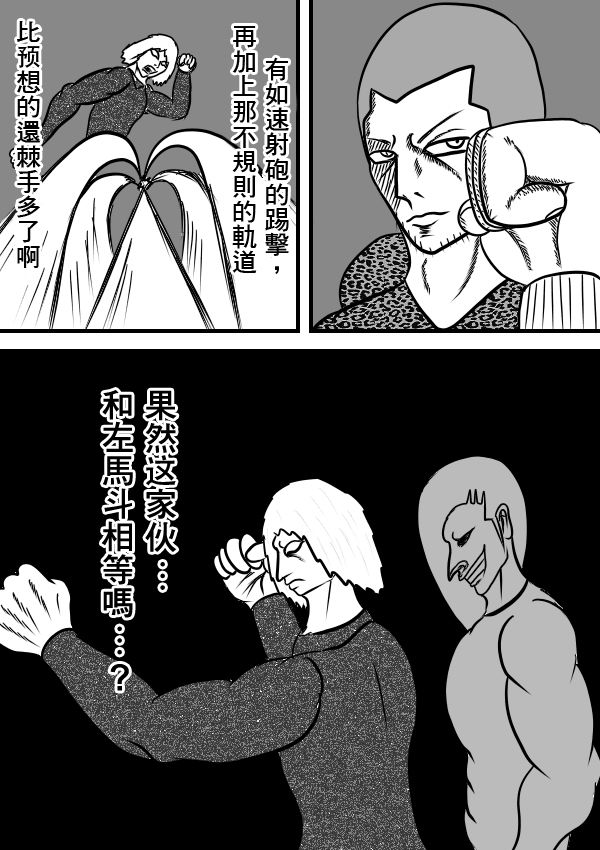 有如速射砲的踢擊，
再加上那不規則的軌道
比预想的還棘手多了啊
果然这家伙…
和左馬斗相等嗎…？